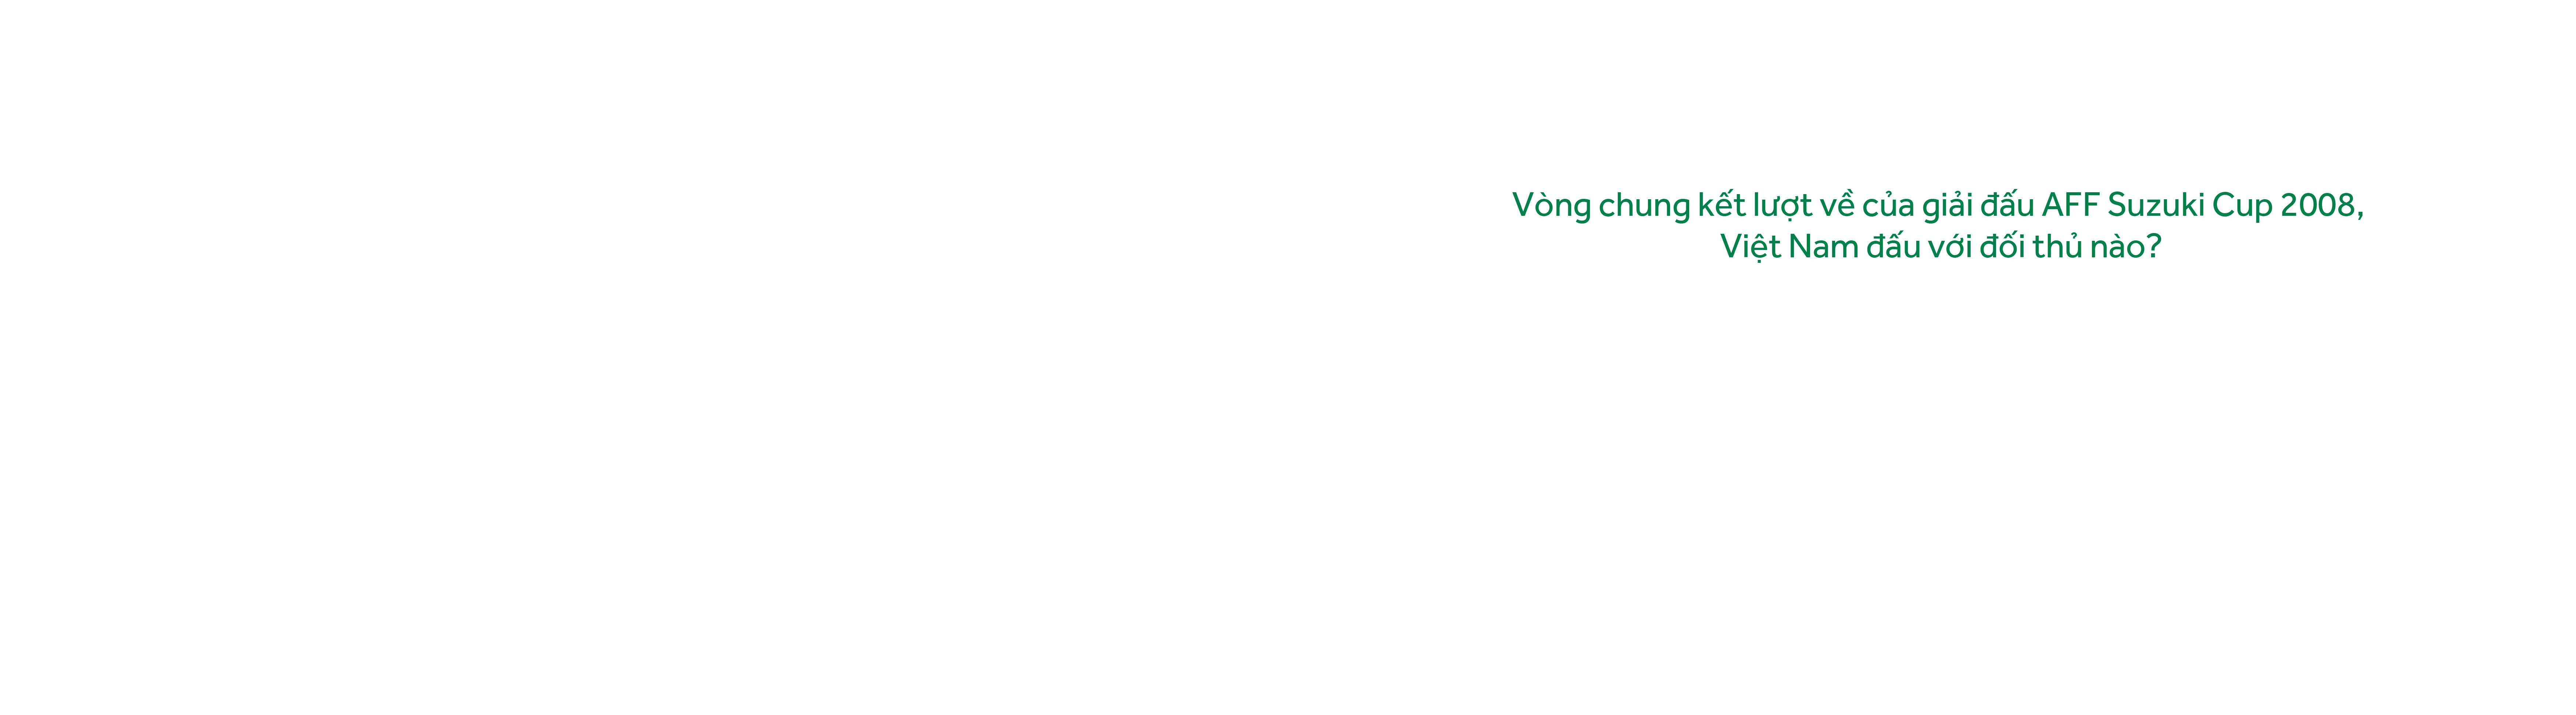 Vòng chung kết lượt về của giải đấu AFF Suzuki Cup 2008,
Việt Nam đấu với đối thủ nào?